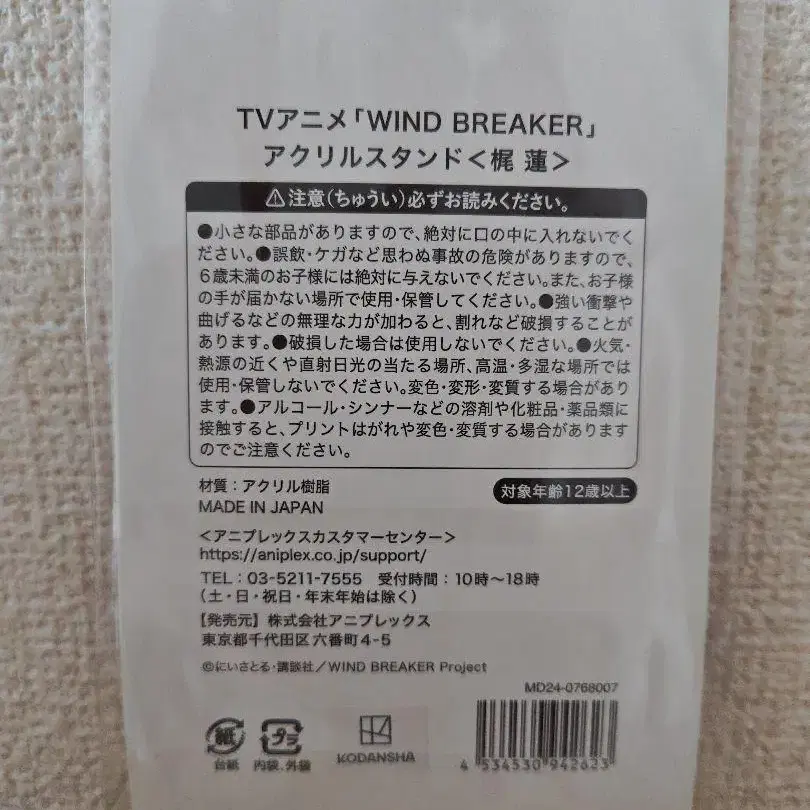 TVアニメ「WIND BREAKER」
アクリルスタンド＜梶 蓮＞
⚠注意（ちゅうい）必ずお読みください。
●小さな部品がありますので、絶対に口の中に入れないでく
ださい。●誤飲・ケガなど思わぬ事故の危険がありますので、
6歳未満のお子様には絶対に与えないでください。また、お子様
の手が届かない場所で使用・保管してください。●強い衝撃や
曲げるなどの無理な力が加わると、割れなど破損することが
あります。●破損した場合は使用しないでください。●火気・
熱源の近くや直射日光の当たる場所、高温・多湿な場所では
使用・保管しないでください。変色・変形・変質する場合があり
ます。●アルコール・シンナーなどの溶剤や化粧品・薬品類に
接触すると、プリントはがれや変色・変質する場合があります
のでご注意ください。
材質：アクリル樹脂
対象年齢12歳以上
MADE IN JAPAN
＜アニプレックスカスタマーセンター＞
https://aniplex.co.jp/support/
TEL：03-5211-7555 受付時間：10時～18時
（土・日・祝日・年末年始は除く）
【発売元】株式会社アニプレックス
東京都千代田区六番町4-5
©にいさとる・講談社／WIND BREAKER Project
MD24-0768007
紙
台紙
プラ
内袋、外袋
KODANSHA
4 534530 942623